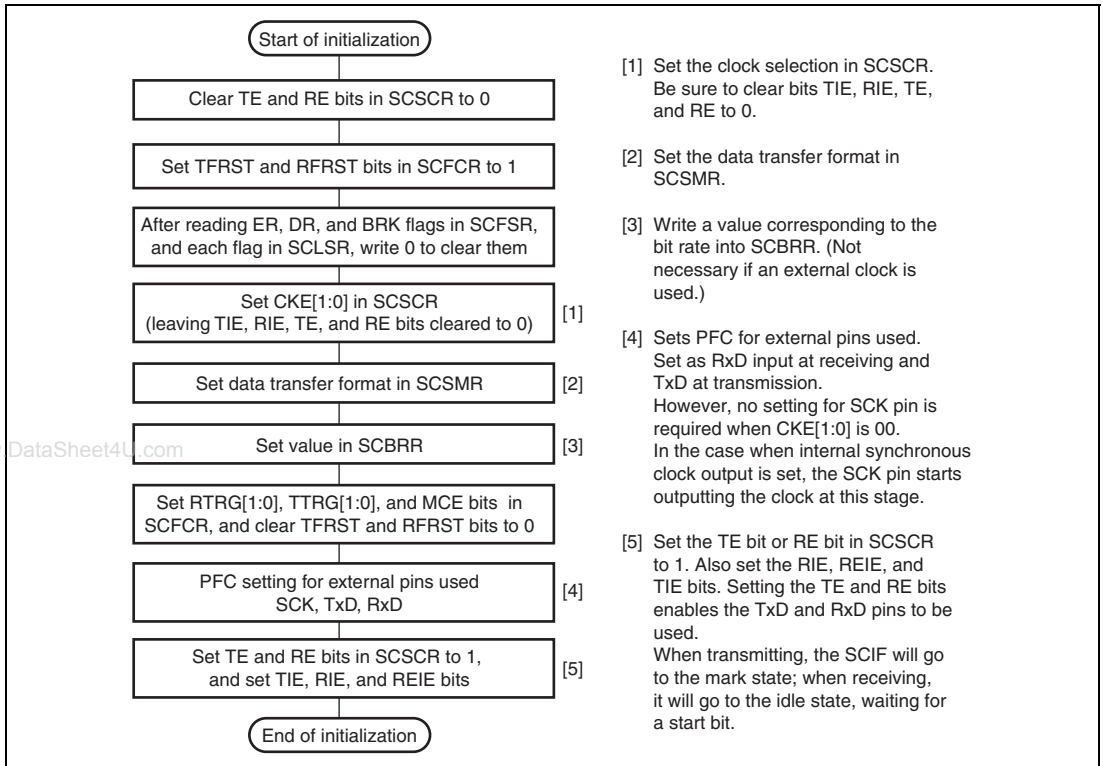 Start of initialization
Clear TE and RE bits in SCSCR to 0
Set TFRST and RFRST bits in SCFCR to 1
After reading ER, DR, and BRK flags in SCFSR,
and each flag in SCLSR, write 0 to clear them
Set CKE[1:0] in SCSCR
(leaving TIE, RIE, TE, and RE bits cleared to 0)
[1]
Set data transfer format in SCSMR
[2]
Set value in SCBRR
[3]
Set RTRG[1:0], TTRG[1:0], and MCE bits in
SCFCR, and clear TFRST and RFRST bits to 0
PFC setting for external pins used
SCK, TxD, RxD
[4]
Set TE and RE bits in SCSCR to 1,
and set TIE, RIE, and REIE bits
[5]
End of initialization
[1] Set the clock selection in SCSCR.
Be sure to clear bits TIE, RIE, TE,
and RE to 0.
[2] Set the data transfer format in
SCSMR.
[3] Write a value corresponding to the
bit rate into SCBRR. (Not
necessary if an external clock is
used.)
[4] Sets PFC for external pins used.
Set as RxD input at receiving and
TxD at transmission.
However, no setting for SCK pin is
required when CKE[1:0] is 00.
In the case when internal synchronous
clock output is set, the SCK pin starts
outputting the clock at this stage.
[5] Set the TE bit or RE bit in SCSCR
to 1. Also set the RIE, REIE, and
TIE bits. Setting the TE and RE bits
enables the TxD and RxD pins to be
used.
When transmitting, the SCIF will go
to the mark state; when receiving,
it will go to the idle state, waiting for
a start bit.
DataSheet4U.com